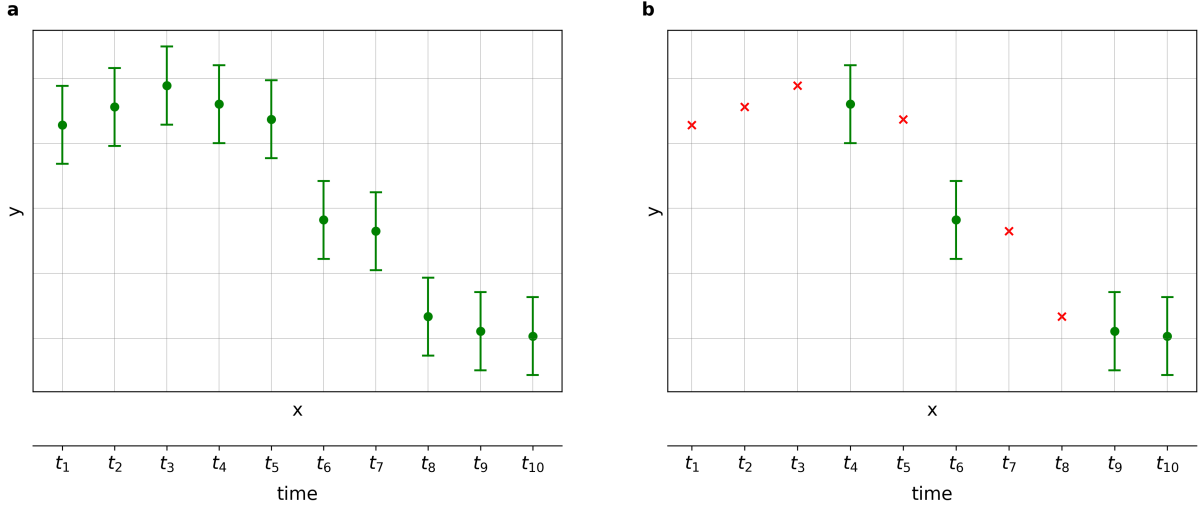 a
y
x
t₁ t₂ t₃ t₄ t₅ t₆ t₇ t₈ t₉ t₁₀
time
b
y
x
t₁ t₂ t₃ t₄ t₅ t₆ t₇ t₈ t₉ t₁₀
time